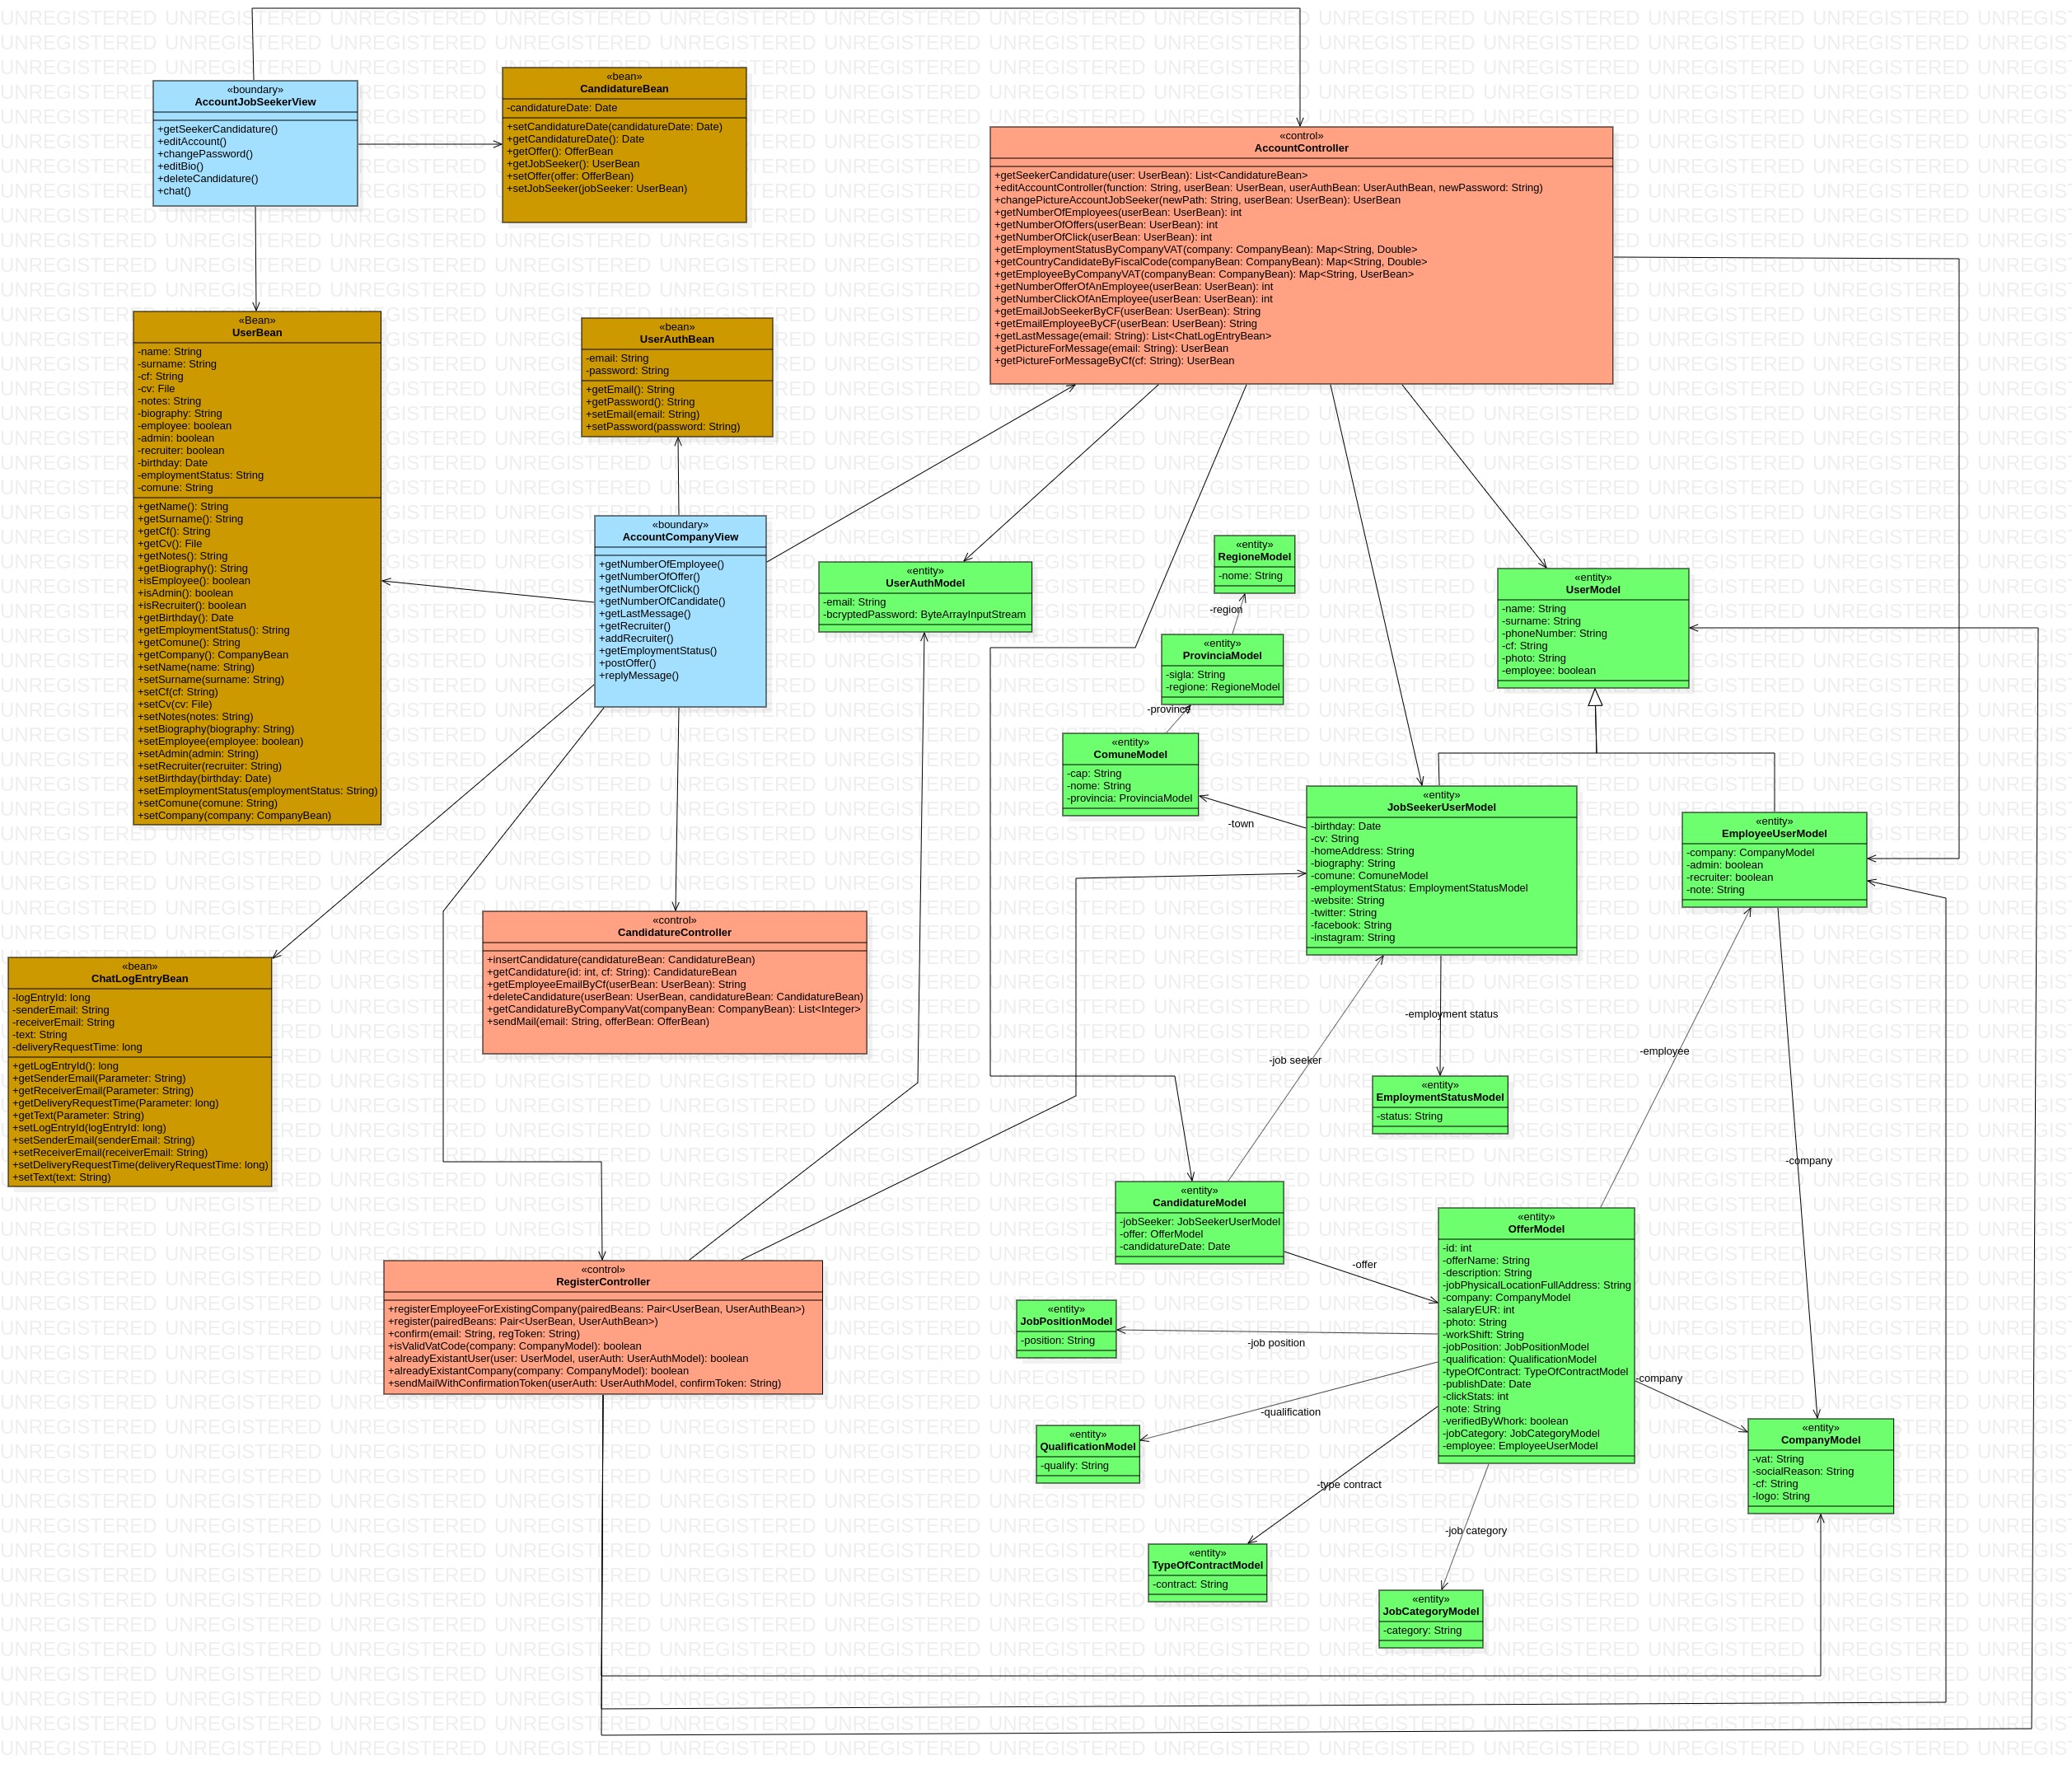 «boundary»
AccountJobSeekerView
+getSeekerCandidature()
+editAccount()
+changePassword()
+editBio()
+deleteCandidature()
+chat()
«bean»
CandidatureBean
-candidatureDate: Date
+setCandidatureDate(candidatureDate: Date)
+getCandidatureDate(): Date
+getOffer(): OfferBean
+getJobSeeker(): UserBean
+setOffer(offer: OfferBean)
+setJobSeeker(jobSeeker: UserBean)
«control»
AccountController
+getSeekerCandidature(user: UserBean): List<CandidatureBean>
+editAccountController(function: String, userBean: UserBean, userAuthBean: UserAuthBean, newPassword: String)
+changePictureAccountJobSeeker(newPath: String, userBean: UserBean): UserBean
+getNumberOfEmployees(userBean: UserBean): int
+getNumberOfOffers(userBean: UserBean): int
+getNumberOfClick(userBean: UserBean): int
+getEmploymentStatusByCompanyVAT(company: CompanyBean): Map<String, Double>
+getCountryCandidateByFiscalCode(companyBean: CompanyBean): Map<String, Double>
+getEmployeeByCompanyVAT(companyBean: CompanyBean): Map<String, UserBean>
+getNumberOfferOfAnEmployee(userBean: UserBean): int
+getNumberClickOfAnEmployee(userBean: UserBean): int
+getEmailJobSeekerByCF(userBean: UserBean): String
+getEmailEmployeeByCF(userBean: UserBean): String
+getLastMessage(email: String): List<ChatLogEntryBean>
+getPictureForMessage(email: String): UserBean
+getPictureForMessageByCf(cf: String): UserBean
«Bean»
UserBean
-name: String
-surname: String
-cf: String
-cv: File
-notes: String
-biography: String
-employee: boolean
-admin: boolean
-recruiter: boolean
-birthday: Date
-employmentStatus: String
-comune: String
+getName(): String
+getSurname(): String
+getCf(): String
+getCv(): File
+getNotes(): String
+getBiography(): String
+isEmployee(): boolean
+isAdmin(): boolean
+isRecruiter(): boolean
+getBirthday(): Date
+getEmploymentStatus(): String
+getComune(): String
+getCompany(): CompanyBean
+setName(name: String)
+setSurname(surname: String)
+setCf(cf: String)
+setCv(cv: File)
+setNotes(notes: String)
+setBiography(biography: String)
+setEmployee(employee: boolean)
+setAdmin(admin: String)
+setRecruiter(recruiter: String)
+setBirthday(birthday: Date)
+setEmploymentStatus(employmentStatus: String)
+setComune(comune: String)
+setCompany(company: CompanyBean)
«bean»
UserAuthBean
-email: String
-password: String
+getEmail(): String
+getPassword(): String
+setEmail(email: String)
+setPassword(password: String)
«boundary»
AccountCompanyView
+getNumberOfEmployee()
+getNumberOfOffer()
+getNumberOfClick()
+getNumberOfCandidate()
+getLastMessage()
+getRecruiter()
+addRecruiter()
+getEmploymentStatus()
+postOffer()
+replyMessage()
«entity»
UserAuthModel
-email: String
-bcryptedPassword: ByteArrayInputStream
«entity»
RegioneModel
-nome: String
-region
«entity»
ProvinciaModel
-sigla: String
-regione: RegioneModel
-province
«entity»
ComuneModel
-cap: String
-nome: String
-provincia: ProvinciaModel
-town
«entity»
UserModel
-name: String
-surname: String
-phoneNumber: String
-cf: String
-photo: String
-employee: boolean
«entity»
JobSeekerUserModel
-birthday: Date
-cv: String
-homeAddress: String
-biography: String
-comune: ComuneModel
-employmentStatus: EmploymentStatusModel
-website: String
-twitter: String
-facebook: String
-instagram: String
«entity»
EmployeeUserModel
-company: CompanyModel
-admin: boolean
-recruiter: boolean
-note: String
«control»
CandidatureController
+insertCandidature(candidatureBean: CandidatureBean)
+getCandidature(id: int, cf: String): CandidatureBean
+getEmployeeEmailByCf(userBean: UserBean): String
+deleteCandidature(userBean: UserBean, candidatureBean: CandidatureBean)
+getCandidatureByCompanyVat(companyBean: CompanyBean): List<Integer>
+sendMail(email: String, offerBean: OfferBean)
«bean»
ChatLogEntryBean
-logEntryId: long
-senderEmail: String
-receiverEmail: String
-text: String
-deliveryRequestTime: long
+getLogEntryId(): long
+getSenderEmail(Parameter: String)
+getReceiverEmail(Parameter: String)
+getDeliveryRequestTime(Parameter: long)
+getText(Parameter: String)
+setLogEntryId(logEntryId: long)
+setSenderEmail(senderEmail: String)
+setReceiverEmail(receiverEmail: String)
+setDeliveryRequestTime(deliveryRequestTime: long)
+setText(text: String)
-employment status
-job seeker
-employee
«entity»
EmploymentStatusModel
-status: String
-company
«entity»
CandidatureModel
-jobSeeker: JobSeekerUserModel
-offer: OfferModel
-candidatureDate: Date
-offer
«entity»
OfferModel
-id: int
-offerName: String
-description: String
-jobPhysicalLocationFullAddress: String
-company: CompanyModel
-salaryEUR: int
-photo: String
-workShift: String
-jobPosition: JobPositionModel
-qualification: QualificationModel
-typeOfContract: TypeOfContractModel
-publishDate: Date
-clickStats: int
-note: String
-verifiedByWhork: boolean
-jobCategory: JobCategoryModel
-employee: EmployeeUserModel
«control»
RegisterController
+registerEmployeeForExistingCompany(pairedBeans: Pair<UserBean, UserAuthBean>)
+register(pairedBeans: Pair<UserBean, UserAuthBean>)
+confirm(email: String, regToken: String)
+isValidVatCode(company: CompanyModel): boolean
+alreadyExistantUser(user: UserModel, userAuth: UserAuthModel): boolean
+alreadyExistantCompany(company: CompanyModel): boolean
+sendMailWithConfirmationToken(userAuth: UserAuthModel, confirmToken: String)
«entity»
JobPositionModel
-position: String
-job position
-company
-qualification
«entity»
QualificationModel
-qualify: String
«entity»
CompanyModel
-vat: String
-socialReason: String
-cf: String
-logo: String
-type contract
-job category
«entity»
TypeOfContractModel
-contract: String
«entity»
JobCategoryModel
-category: String